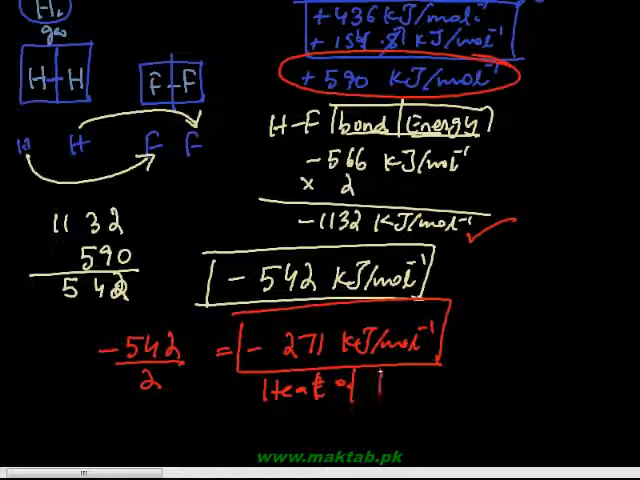 H₂
gas
H-H
F-F
H H F F
+436 KJ/mol⁻¹
+154.8 KJ/mol⁻¹
+590 KJ/mol⁻¹
H-F bond Energy
-566 KJ/mol⁻¹
× 2
-1132 KJ/mol⁻¹
1132
590
542
-542 KJ/mol⁻¹
-542/2 = -271 KJ/mol⁻¹
Heat of
www.maktab.pk